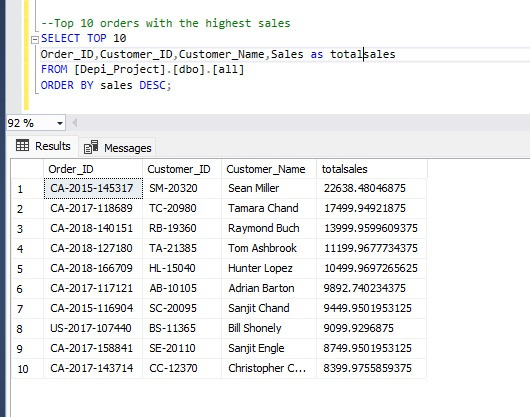 --Top 10 orders with the highest sales
SELECT TOP 10
Order_ID,Customer_ID,Customer_Name,Sales as totalsales
FROM [Depi_Project].[dbo].[all]
ORDER BY sales DESC;
92 %
Results Messages
Order_ID Customer_ID Customer_Name totalsales
1 CA-2015-145317 SM-20320 Sean Miller 22638.48046875
2 CA-2017-118689 TC-20980 Tamara Chand 17499.94921875
3 CA-2018-140151 RB-19360 Raymond Buch 13999.9599609375
4 CA-2018-127180 TA-21385 Tom Ashbrook 11199.9677734375
5 CA-2018-166709 HL-15040 Hunter Lopez 10499.9697265625
6 CA-2017-117121 AB-10105 Adrian Barton 9892.740234375
7 CA-2015-116904 SC-20095 Sanjit Chand 9449.9501953125
8 US-2017-107440 BS-11365 Bill Shonely 9099.9296875
9 CA-2017-158841 SE-20110 Sanjit Engle 8749.9501953125
10 CA-2017-143714 CC-12370 Christopher C... 8399.9755859375